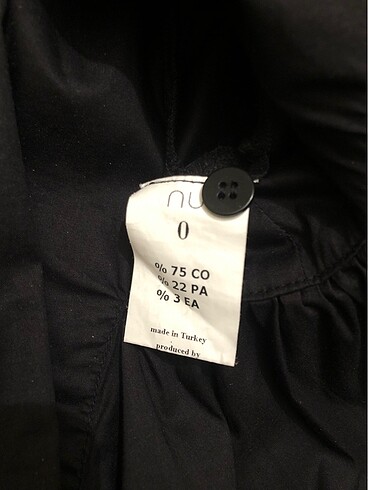 nu
0
% 75 CO
% 22 PA
% 3 EA
made in Turkey
produced by